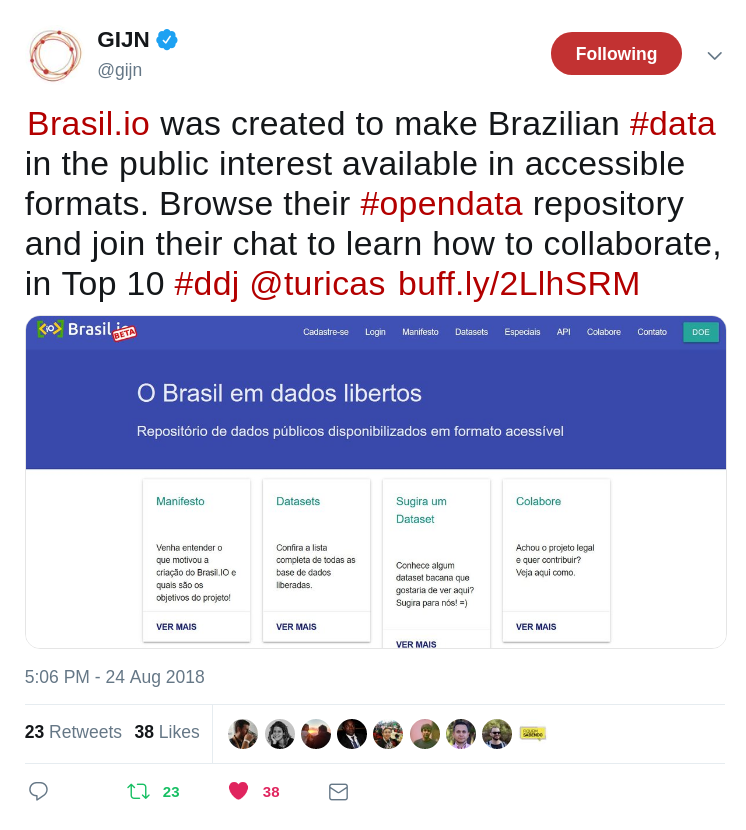 GIJN
@gijn
Following
Brasil.io was created to make Brazilian #data
in the public interest available in accessible
formats. Browse their #opendata repository
and join their chat to learn how to collaborate,
in Top 10 #ddj @turicas buff.ly/2LlhSRM
Brasil.io BETA Cadastre-se Login Manifesto Datasets Especiais API Colabore Contato DOE
O Brasil em dados libertos
Repositório de dados públicos disponibilizados em formato acessível
Manifesto
Venha entender o
que motivou a
criação do Brasil.IO e
quais são os
objetivos do projeto!
VER MAIS
Datasets
Confira a lista
completa de todas as
base de dados
liberadas.
VER MAIS
Sugira um
Dataset
Conhece algum
dataset bacana que
gostaria de ver aqui?
Sugira para nós! =)
VER MAIS
Colabore
Achou o projeto legal
e quer contribuir?
Veja aqui como.
VER MAIS
5:06 PM - 24 Aug 2018
23 Retweets 38 Likes
23 38